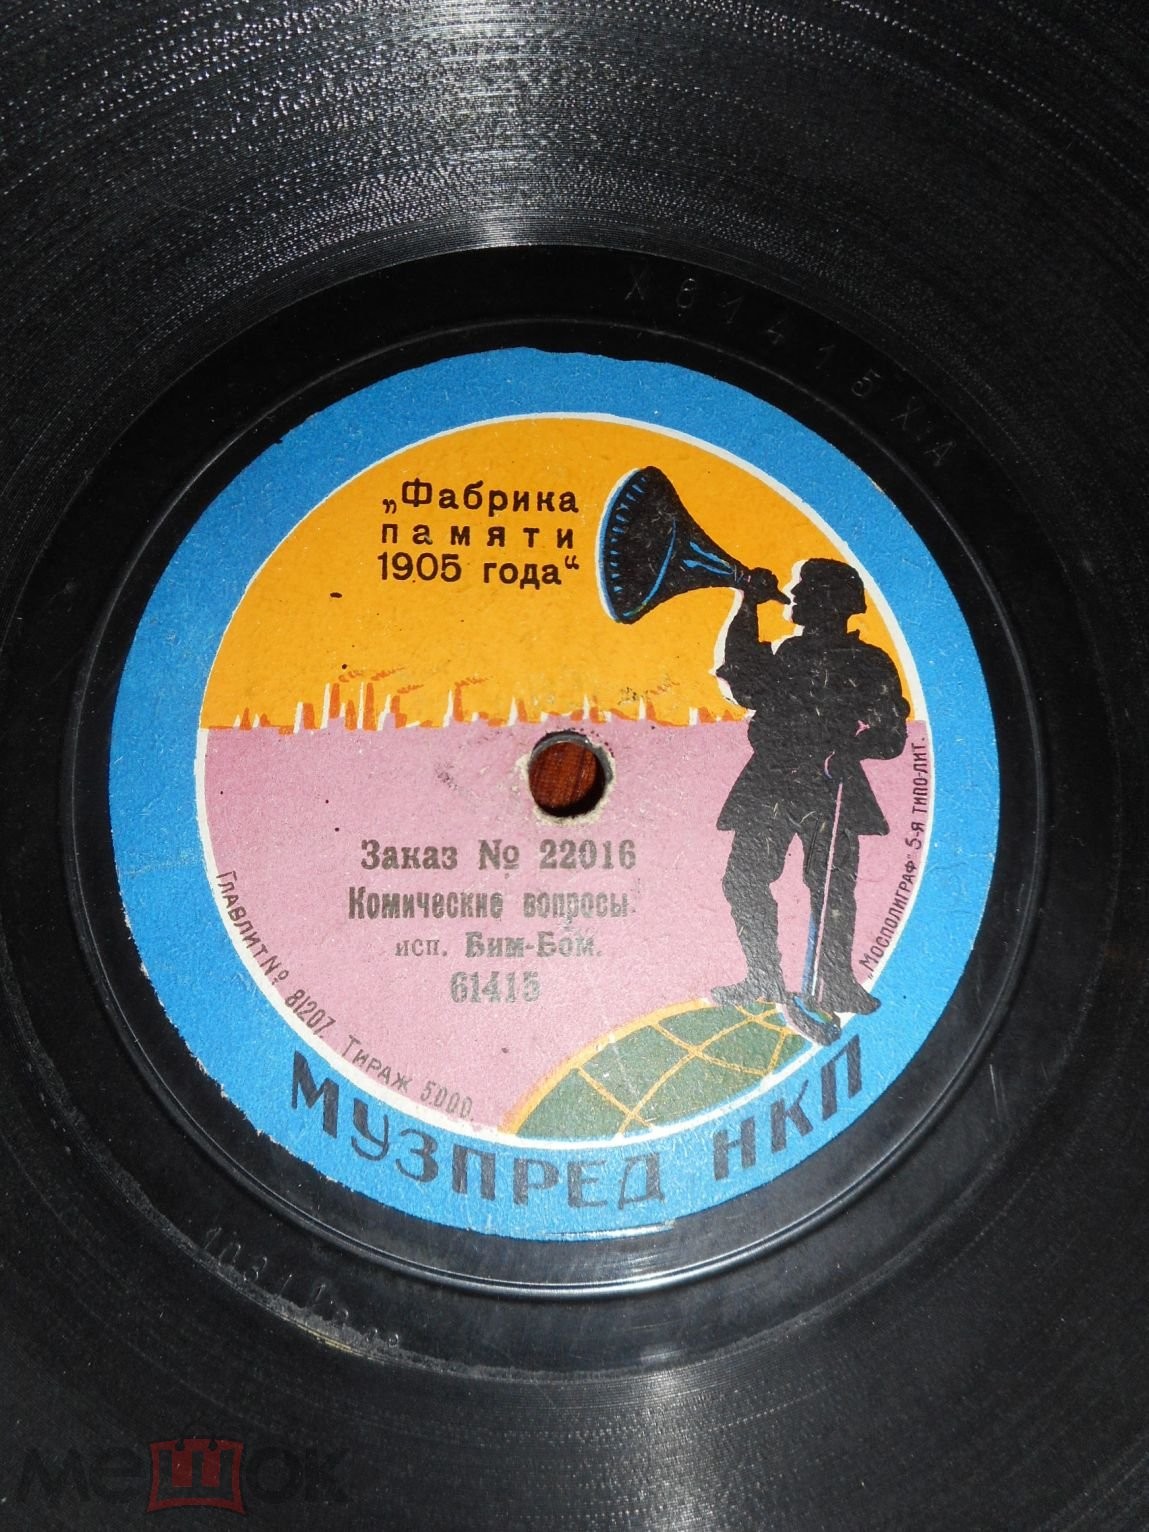 Х61415ХА
„Фабрика
памяти
1905 года“
Заказ № 22016
Комические вопросы.
исп. Бим-Бом.
61415
Главлит № 81207. Тираж 5000.
„Мосполиграф“ 5-я типо-лит.
МУЗПРЕД НКП
мешок